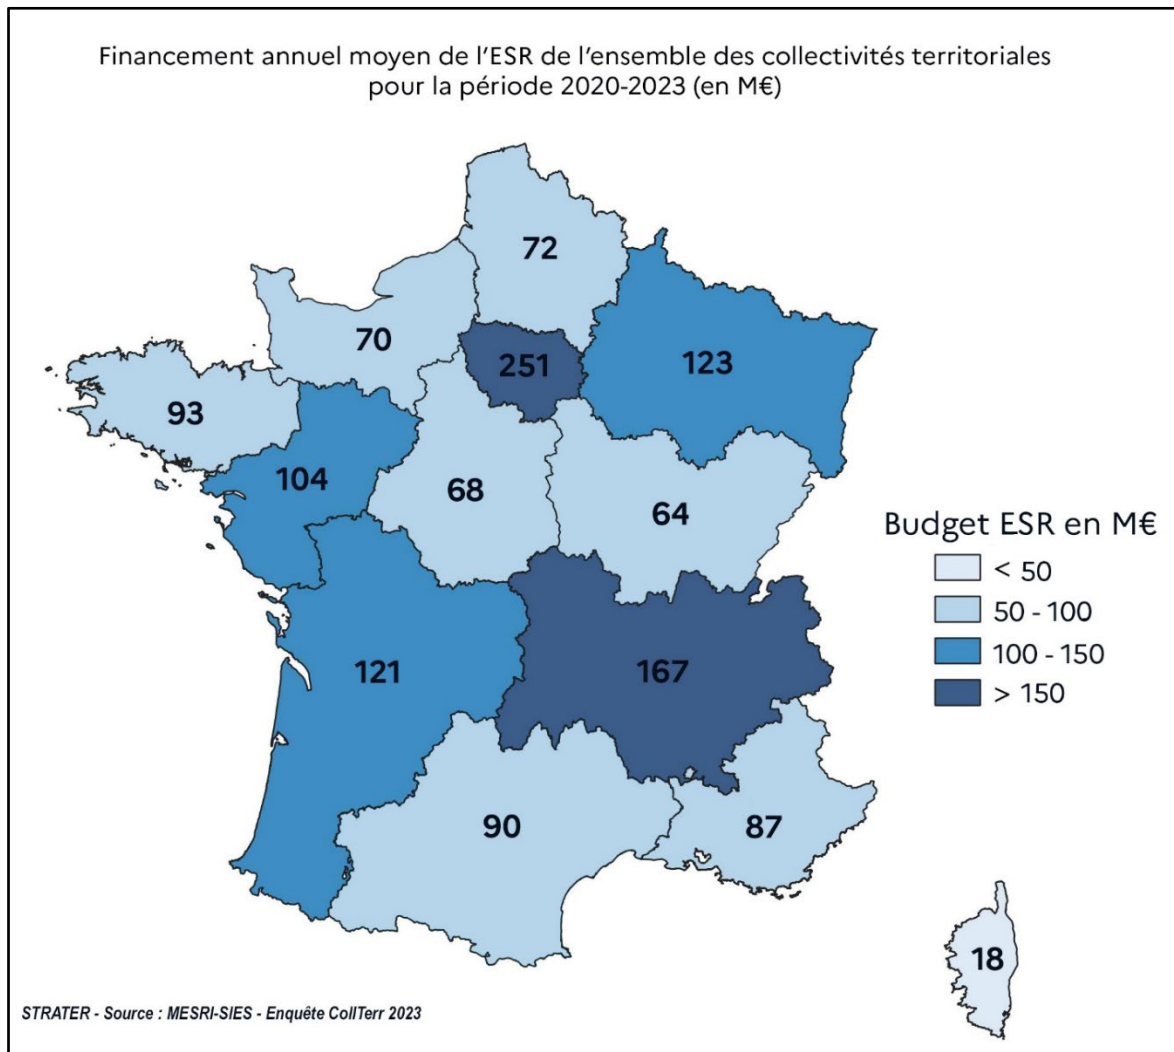 Financement annuel moyen de l'ESR de l'ensemble des collectivités territoriales
pour la période 2020-2023 (en M€)
72
70
251
123
93
104
68
64
Budget ESR en M€
< 50
50 - 100
100 - 150
> 150
121
167
90
87
18
STRATER - Source : MESRI-SIES - Enquête CollTerr 2023